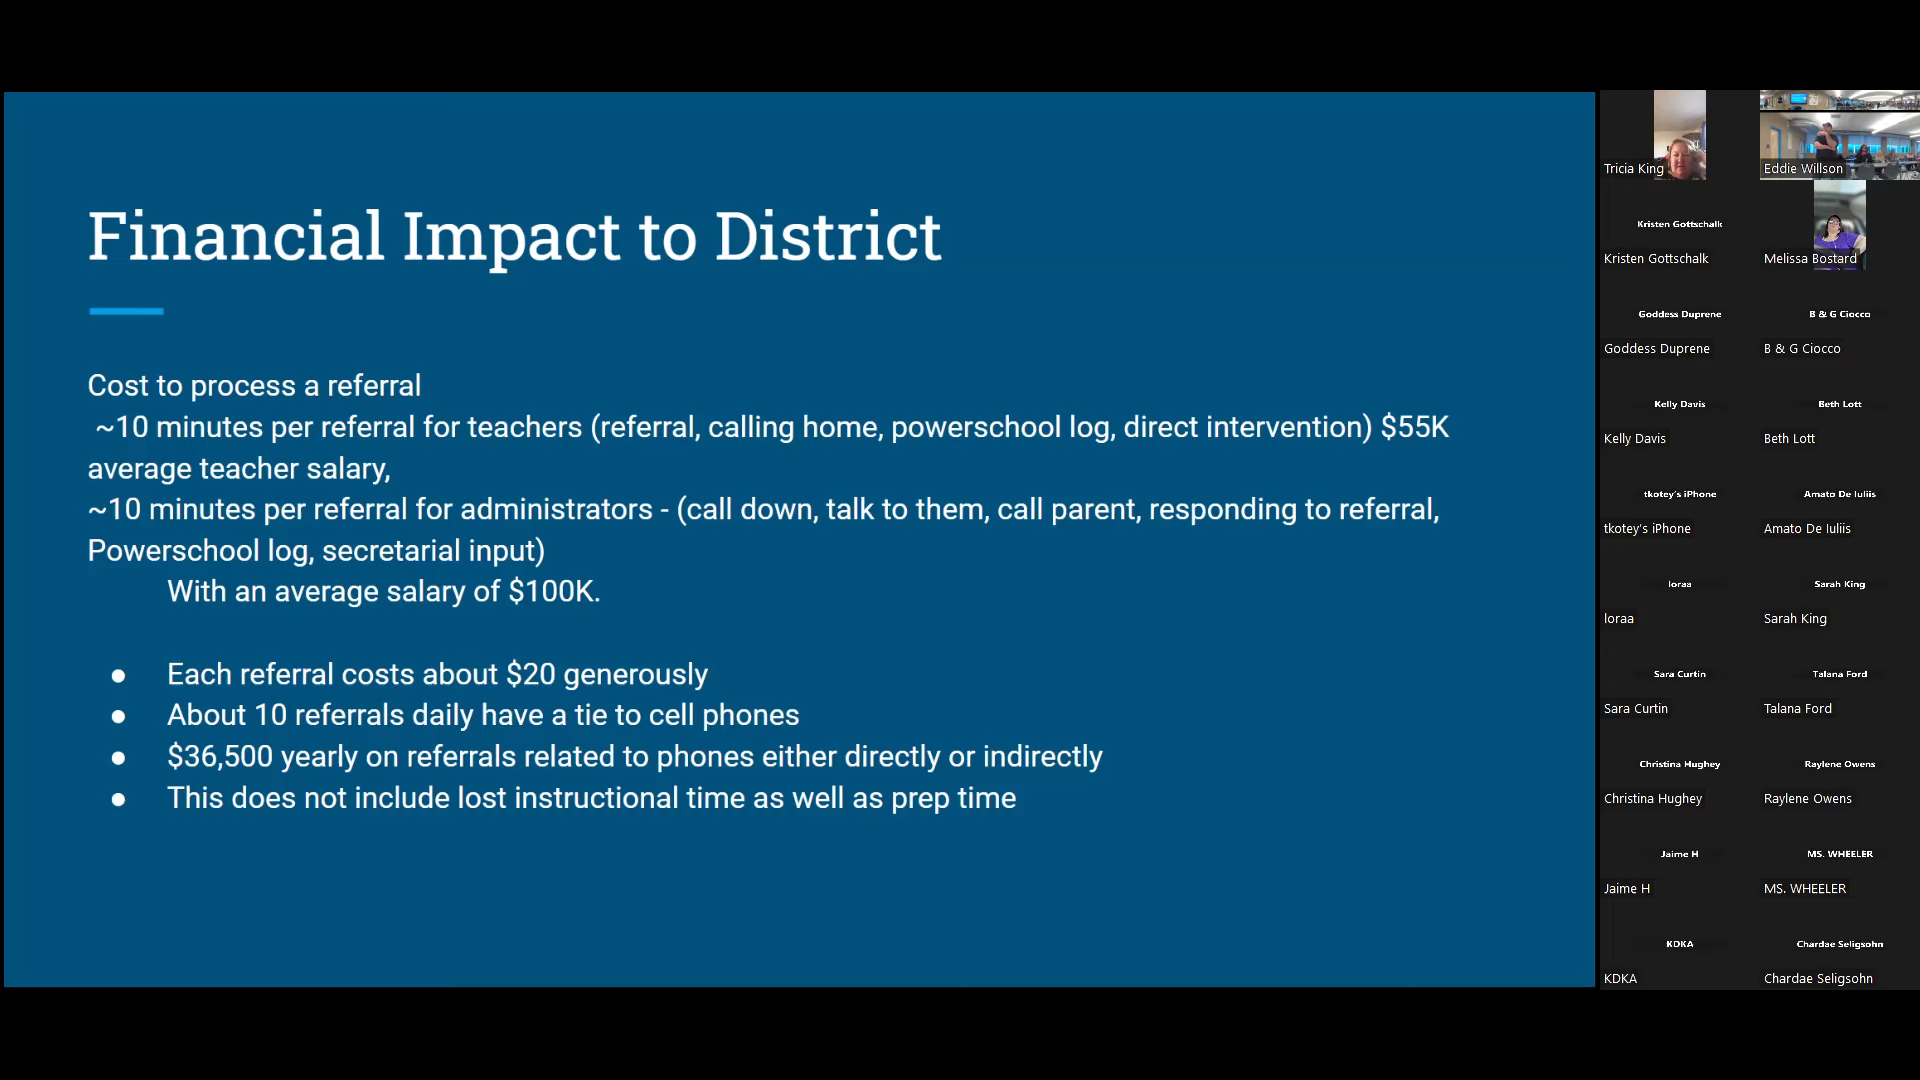 Financial Impact to District
Cost to process a referral
~10 minutes per referral for teachers (referral, calling home, powerschool log, direct intervention) $55K
average teacher salary,
~10 minutes per referral for administrators - (call down, talk to them, call parent, responding to referral,
Powerschool log, secretarial input)
With an average salary of $100K.
● Each referral costs about $20 generously
● About 10 referrals daily have a tie to cell phones
● $36,500 yearly on referrals related to phones either directly or indirectly
● This does not include lost instructional time as well as prep time
Tricia King
Eddie Willson
Kristen Gottschalk
Kristen Gottschalk
Melissa Bostard
Goddess Duprene
Goddess Duprene
B & G Ciocco
B & G Ciocco
Kelly Davis
Kelly Davis
Beth Lott
Beth Lott
tkotey's iPhone
tkotey's iPhone
Amato De Iuliis
Amato De Iuliis
loraa
loraa
Sarah King
Sarah King
Sara Curtin
Sara Curtin
Talana Ford
Talana Ford
Christina Hughey
Christina Hughey
Raylene Owens
Raylene Owens
Jaime H
Jaime H
MS. WHEELER
MS. WHEELER
KDKA
KDKA
Chardae Seligsohn
Chardae Seligsohn